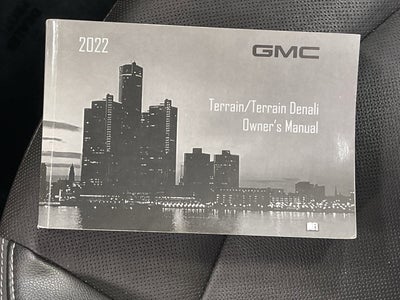 2022
GMC
Terrain/Terrain Denali
Owner's Manual